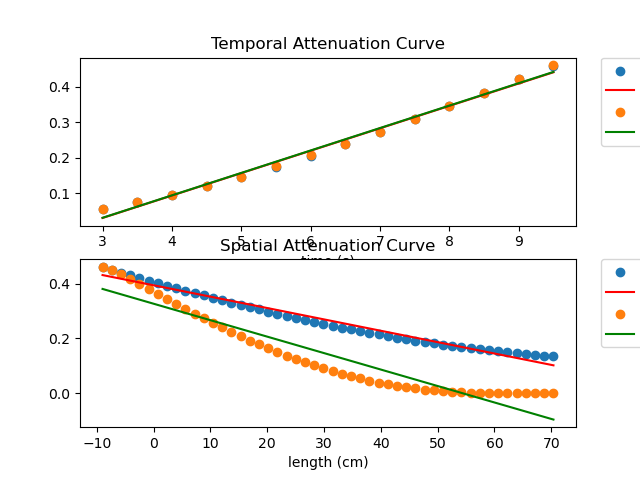 Temporal Attenuation Curve
0.4
0.3
0.2
0.1
3 4 5 6 7 8 9
time (s)
Spatial Attenuation Curve
0.4
0.2
0.0
−10 0 10 20 30 40 50 60 70
length (cm)